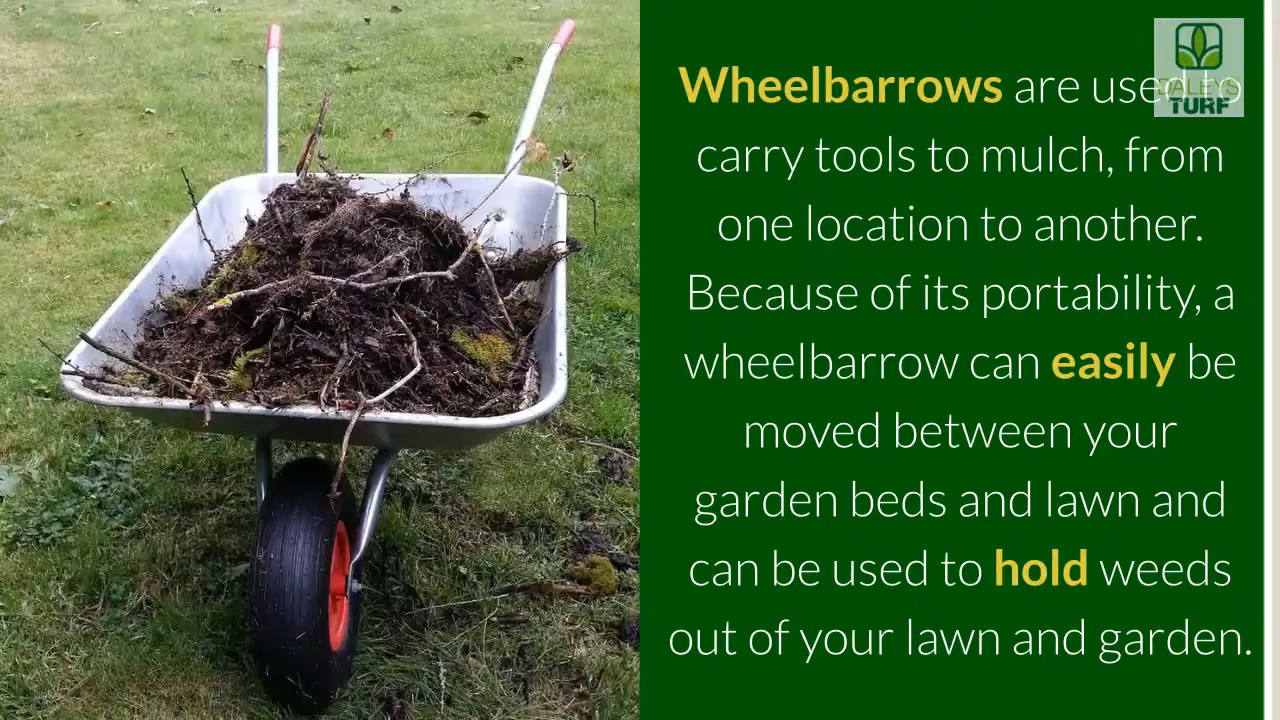 Wheelbarrows are used to
carry tools to mulch, from
one location to another.
Because of its portability, a
wheelbarrow can easily be
moved between your
garden beds and lawn and
can be used to hold weeds
out of your lawn and garden.
DALEYS
TURF